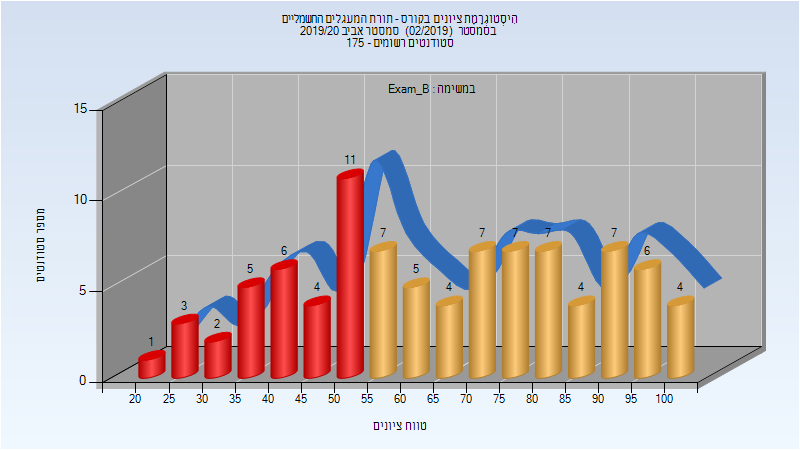 היסטוגרמת ציונים בקורס - תורת המעגלים החשמליים
בסמסטר (02/2019) סמסטר אביב 2019/20
סטודנטים רשומים - 175
במשימה : Exam_B
מספר סטודנטים
15
10
5
0
1 3 2 5 6 4 11 7 5 4 7 7 7 4 7 6 4
20 25 30 35 40 45 50 55 60 65 70 75 80 85 90 95 100
טווח ציונים